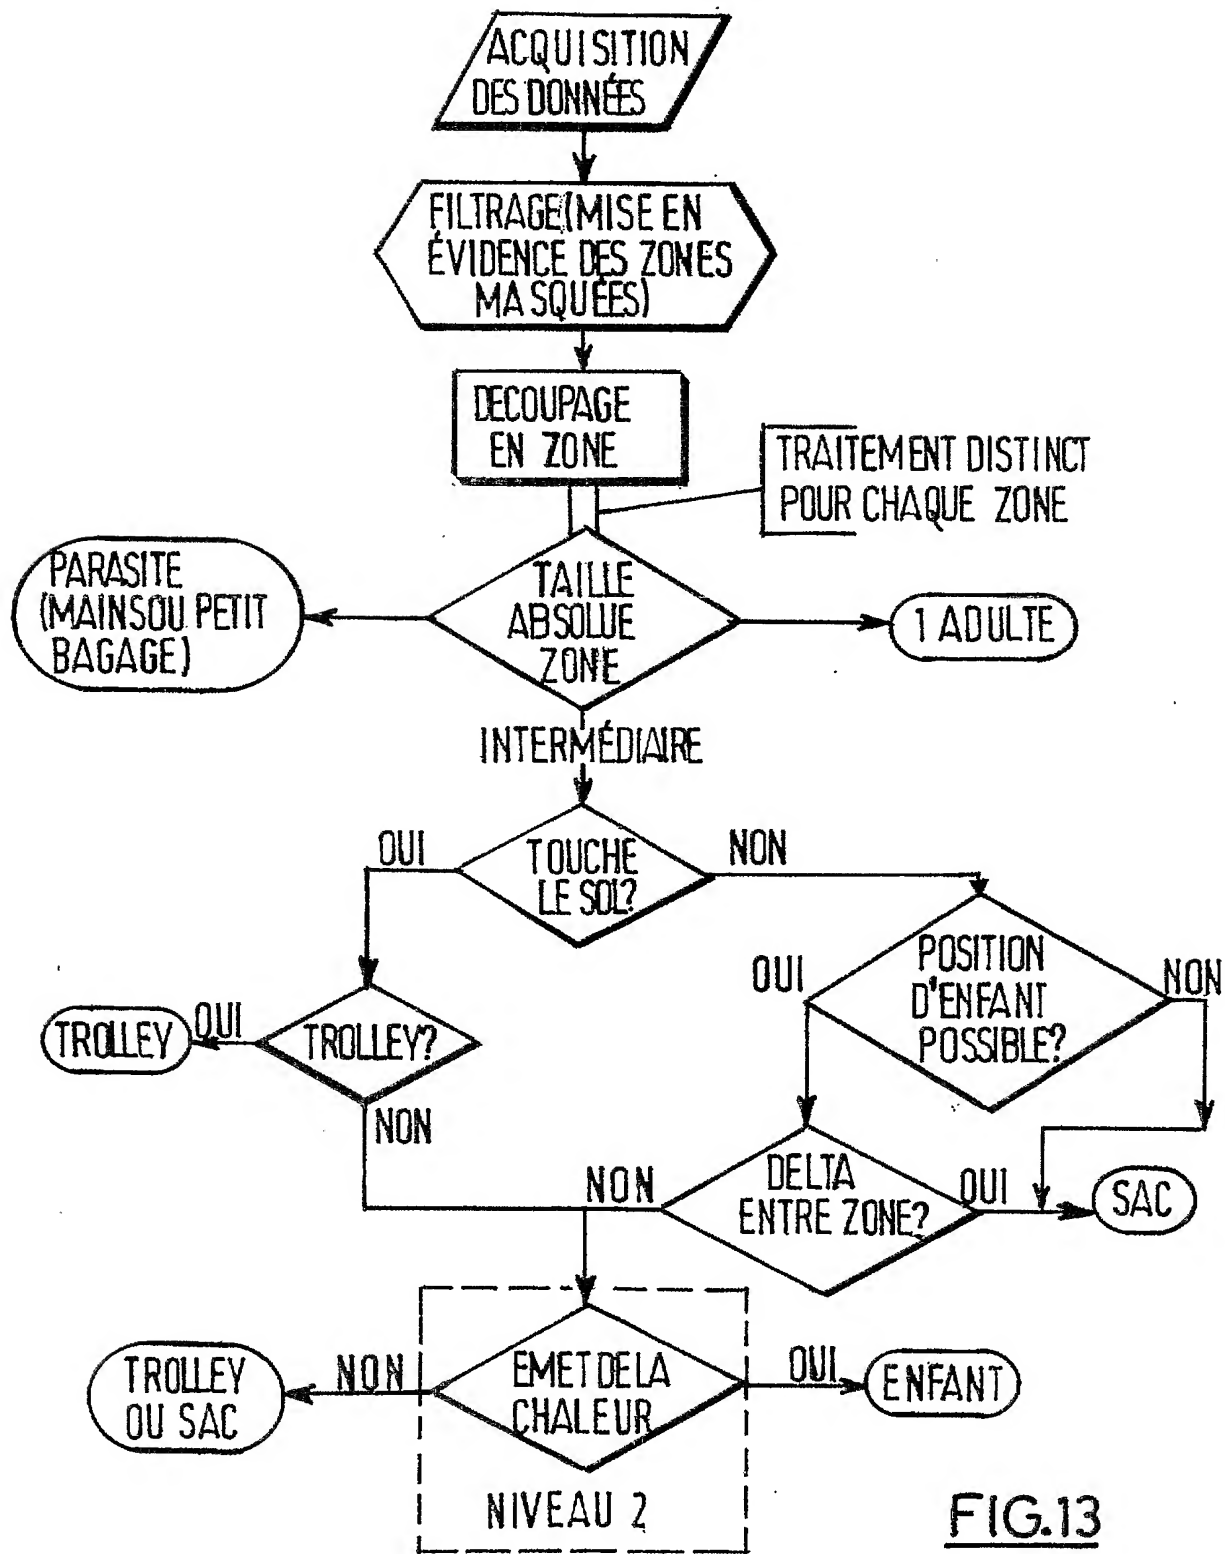 ACQUISITION
DES DONNÉES
FILTRAGE(MISE EN
ÉVIDENCE DES ZONES
MASQUÉES)
DECOUPAGE
EN ZONE
TRAITEMENT DISTINCT
POUR CHAQUE ZONE
PARASITE
(MAINS OU PETIT
BAGAGE)
TAILLE
ABSOLUE
ZONE
1 ADULTE
INTERMÉDIAIRE
OUI
TOUCHE
LE SOL?
NON
OUI
POSITION
D'ENFANT
POSSIBLE?
NON
TROLLEY
OUI
TROLLEY?
NON
NON
DELTA
ENTRE ZONE?
OUI
SAC
TROLLEY
OU SAC
NON
EMET DE LA
CHALEUR
OUI
ENFANT
NIVEAU 2
FIG.13